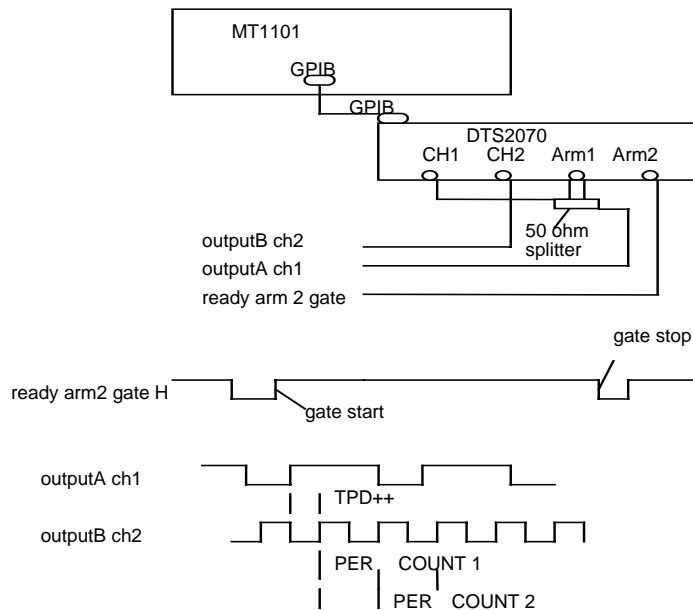 MT1101
GPIB
GPIB
DTS2070
CH1 CH2 Arm1 Arm2
50 ohm
splitter
outputB ch2
outputA ch1
ready arm 2 gate
gate stop
ready arm2 gate H
gate start
outputA ch1
TPD++
outputB ch2
PER COUNT 1
PER COUNT 2